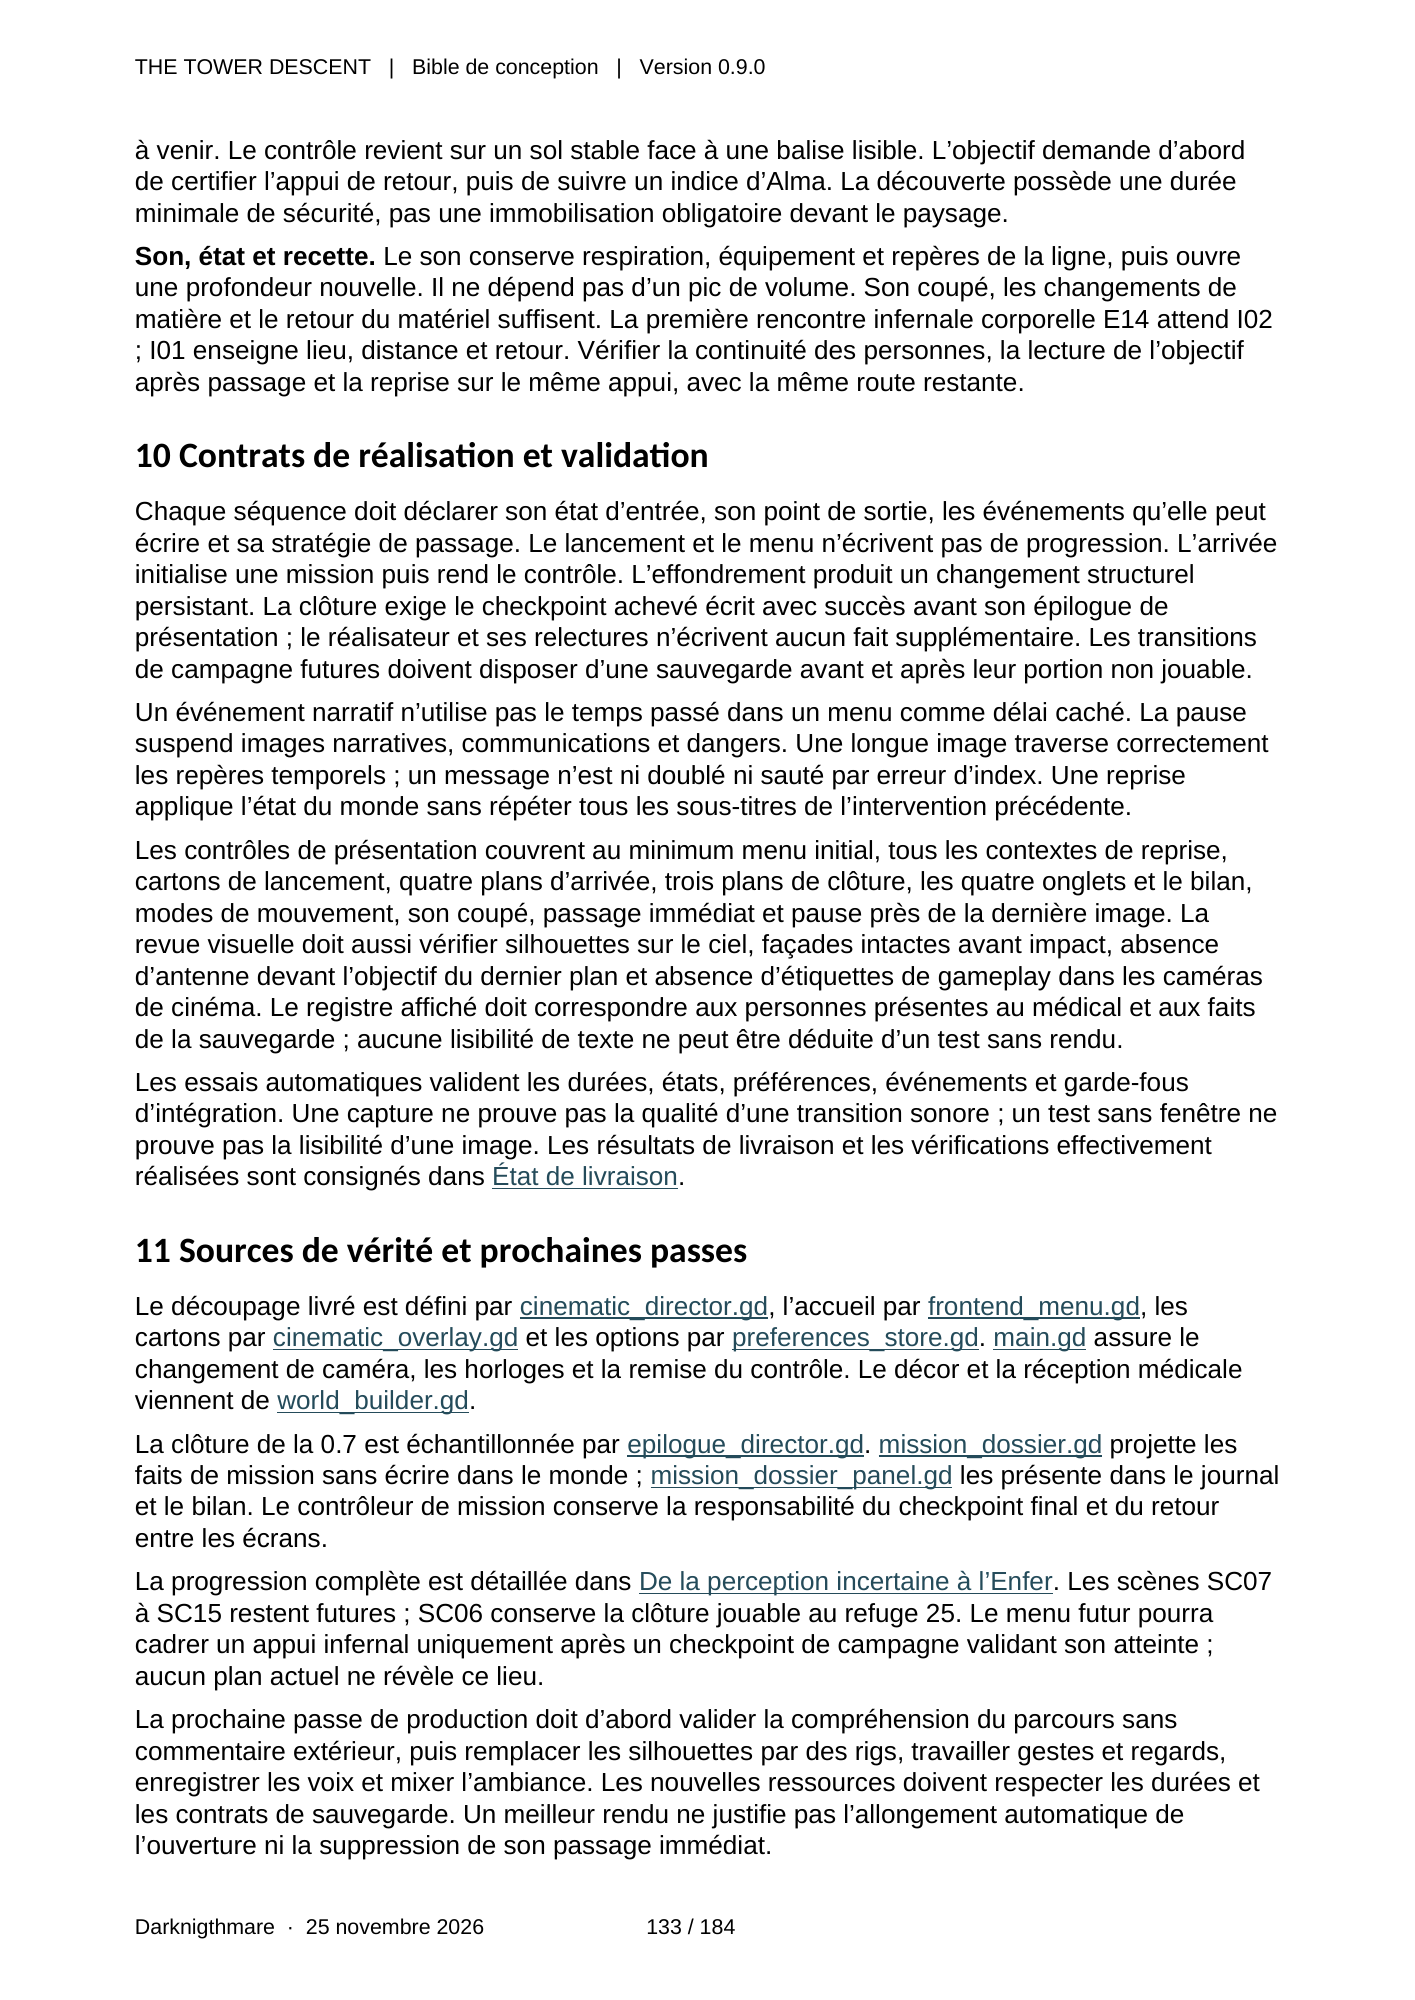 THE TOWER DESCENT | Bible de conception | Version 0.9.0
à venir. Le contrôle revient sur un sol stable face à une balise lisible. L’objectif demande d’abord
de certifier l’appui de retour, puis de suivre un indice d’Alma. La découverte possède une durée
minimale de sécurité, pas une immobilisation obligatoire devant le paysage.
Son, état et recette. Le son conserve respiration, équipement et repères de la ligne, puis ouvre
une profondeur nouvelle. Il ne dépend pas d’un pic de volume. Son coupé, les changements de
matière et le retour du matériel suffisent. La première rencontre infernale corporelle E14 attend I02
; I01 enseigne lieu, distance et retour. Vérifier la continuité des personnes, la lecture de l’objectif
après passage et la reprise sur le même appui, avec la même route restante.
10 Contrats de réalisation et validation
Chaque séquence doit déclarer son état d’entrée, son point de sortie, les événements qu’elle peut
écrire et sa stratégie de passage. Le lancement et le menu n’écrivent pas de progression. L’arrivée
initialise une mission puis rend le contrôle. L’effondrement produit un changement structurel
persistant. La clôture exige le checkpoint achevé écrit avec succès avant son épilogue de
présentation ; le réalisateur et ses relectures n’écrivent aucun fait supplémentaire. Les transitions
de campagne futures doivent disposer d’une sauvegarde avant et après leur portion non jouable.
Un événement narratif n’utilise pas le temps passé dans un menu comme délai caché. La pause
suspend images narratives, communications et dangers. Une longue image traverse correctement
les repères temporels ; un message n’est ni doublé ni sauté par erreur d’index. Une reprise
applique l’état du monde sans répéter tous les sous-titres de l’intervention précédente.
Les contrôles de présentation couvrent au minimum menu initial, tous les contextes de reprise,
cartons de lancement, quatre plans d’arrivée, trois plans de clôture, les quatre onglets et le bilan,
modes de mouvement, son coupé, passage immédiat et pause près de la dernière image. La
revue visuelle doit aussi vérifier silhouettes sur le ciel, façades intactes avant impact, absence
d’antenne devant l’objectif du dernier plan et absence d’étiquettes de gameplay dans les caméras
de cinéma. Le registre affiché doit correspondre aux personnes présentes au médical et aux faits
de la sauvegarde ; aucune lisibilité de texte ne peut être déduite d’un test sans rendu.
Les essais automatiques valident les durées, états, préférences, événements et garde-fous
d’intégration. Une capture ne prouve pas la qualité d’une transition sonore ; un test sans fenêtre ne
prouve pas la lisibilité d’une image. Les résultats de livraison et les vérifications effectivement
réalisées sont consignés dans État de livraison.
11 Sources de vérité et prochaines passes
Le découpage livré est défini par cinematic_director.gd, l’accueil par frontend_menu.gd, les
cartons par cinematic_overlay.gd et les options par preferences_store.gd. main.gd assure le
changement de caméra, les horloges et la remise du contrôle. Le décor et la réception médicale
viennent de world_builder.gd.
La clôture de la 0.7 est échantillonnée par epilogue_director.gd. mission_dossier.gd projette les
faits de mission sans écrire dans le monde ; mission_dossier_panel.gd les présente dans le journal
et le bilan. Le contrôleur de mission conserve la responsabilité du checkpoint final et du retour
entre les écrans.
La progression complète est détaillée dans De la perception incertaine à l’Enfer. Les scènes SC07
à SC15 restent futures ; SC06 conserve la clôture jouable au refuge 25. Le menu futur pourra
cadrer un appui infernal uniquement après un checkpoint de campagne validant son atteinte ;
aucun plan actuel ne révèle ce lieu.
La prochaine passe de production doit d’abord valider la compréhension du parcours sans
commentaire extérieur, puis remplacer les silhouettes par des rigs, travailler gestes et regards,
enregistrer les voix et mixer l’ambiance. Les nouvelles ressources doivent respecter les durées et
les contrats de sauvegarde. Un meilleur rendu ne justifie pas l’allongement automatique de
l’ouverture ni la suppression de son passage immédiat.
Darknigthmare · 25 novembre 2026 133 / 184